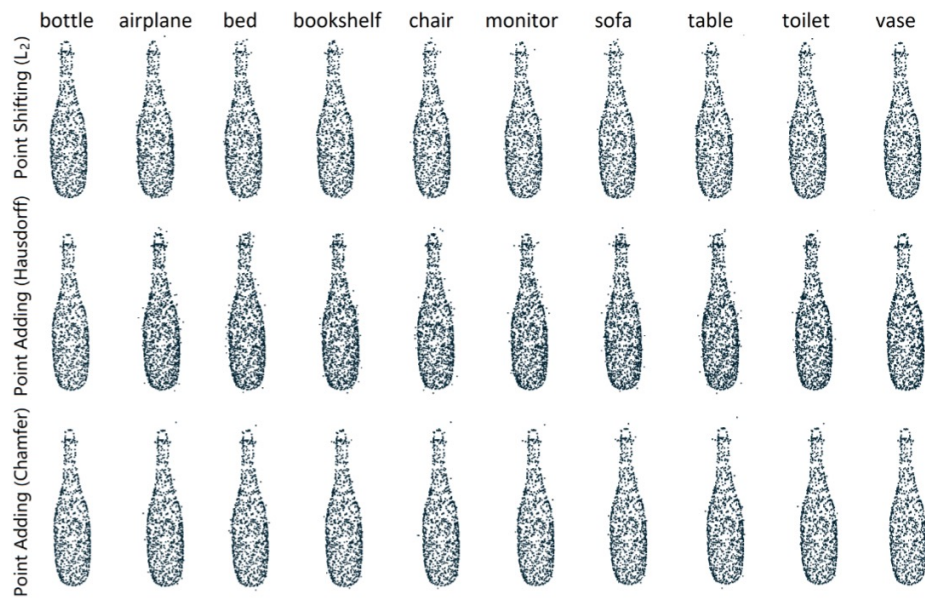 bottle airplane bed bookshelf chair monitor sofa table toilet vase
Point Shifting (L₂)
Point Adding (Hausdorff)
Point Adding (Chamfer)